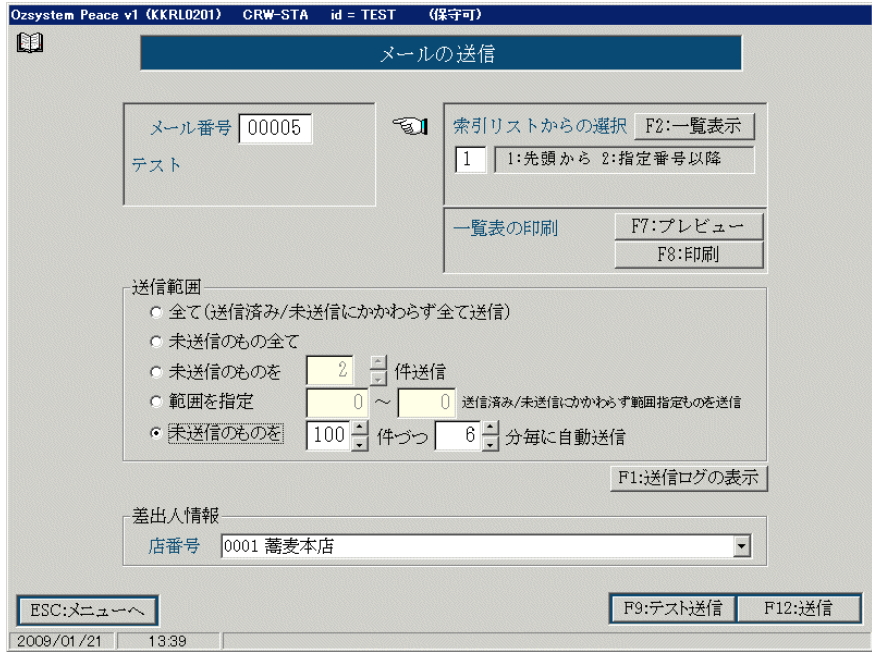 Ozsystem Peace v1 (KKRL0201) CRW-STA id = TEST (保守可)
メールの送信
メール番号 00005
テスト
索引リストからの選択 F2:一覧表示
1 1:先頭から 2:指定番号以降
一覧表の印刷 F7:プレビュー
F8:印刷
送信範囲
全て(送信済み/未送信にかかわらず全て送信)
未送信のもの全て
未送信のものを 2 件送信
範囲を指定 0 ～ 0 送信済み/未送信にかかわらず範囲指定ものを送信
未送信のものを 100 件づつ 6 分毎に自動送信
F1:送信ログの表示
差出人情報
店番号 0001 蕎麦本店
ESC:メニューへ F9:テスト送信 F12:送信
2009/01/21 13:39